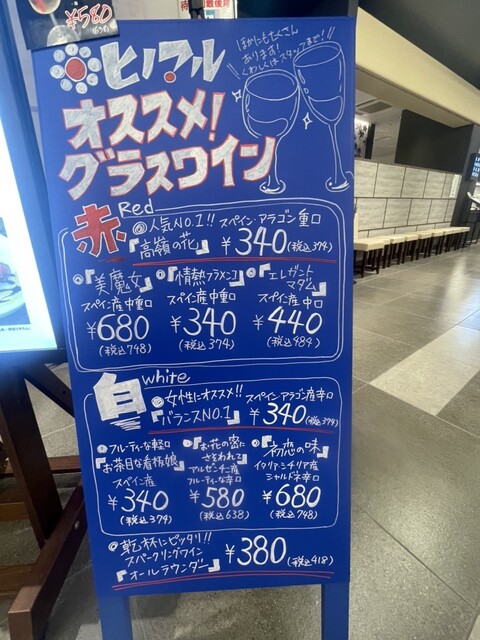 ¥580
ほかにもたくさん
あります!
くわしくはスタッフまで!
ヒノマル
オススメ!
グラスワイン
赤 Red
◎人気NO.1!! スペイン・アラゴン重口
『高嶺の花』 ¥340(税込374)
『美魔女』
スペイン産中重口
¥680
(税込748)
『情熱フラメンコ』
スペイン産中重口
¥340
(税込374)
『エレガント
マダム』
スペイン産中口
¥440
(税込484)
白 white
◎女性にオススメ!! スペイン・アラゴン産辛口
『バランスNO.1』 ¥340(税込374)
◎フルーティーな軽口
『お茶目な看板娘』
スペイン産
¥340
(税込374)
『お花の密に
さそわれて』
アルゼンチン産
フルーティーな辛口
¥580
(税込638)
『初恋の味』
イタリア・シチリア産
シャルドネ辛口
¥680
(税込748)
◎乾杯にピッタリ!!
スパークリングワイン
『オールラウンダー』 ¥380(税込418)